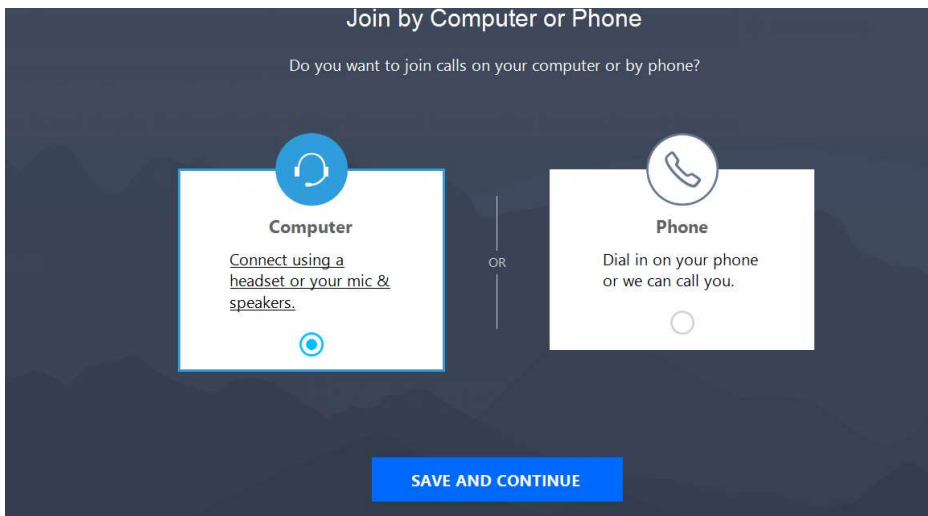 Join by Computer or Phone
Do you want to join calls on your computer or by phone?
Computer
Connect using a
headset or your mic &
speakers.
OR
Phone
Dial in on your phone
or we can call you.
SAVE AND CONTINUE